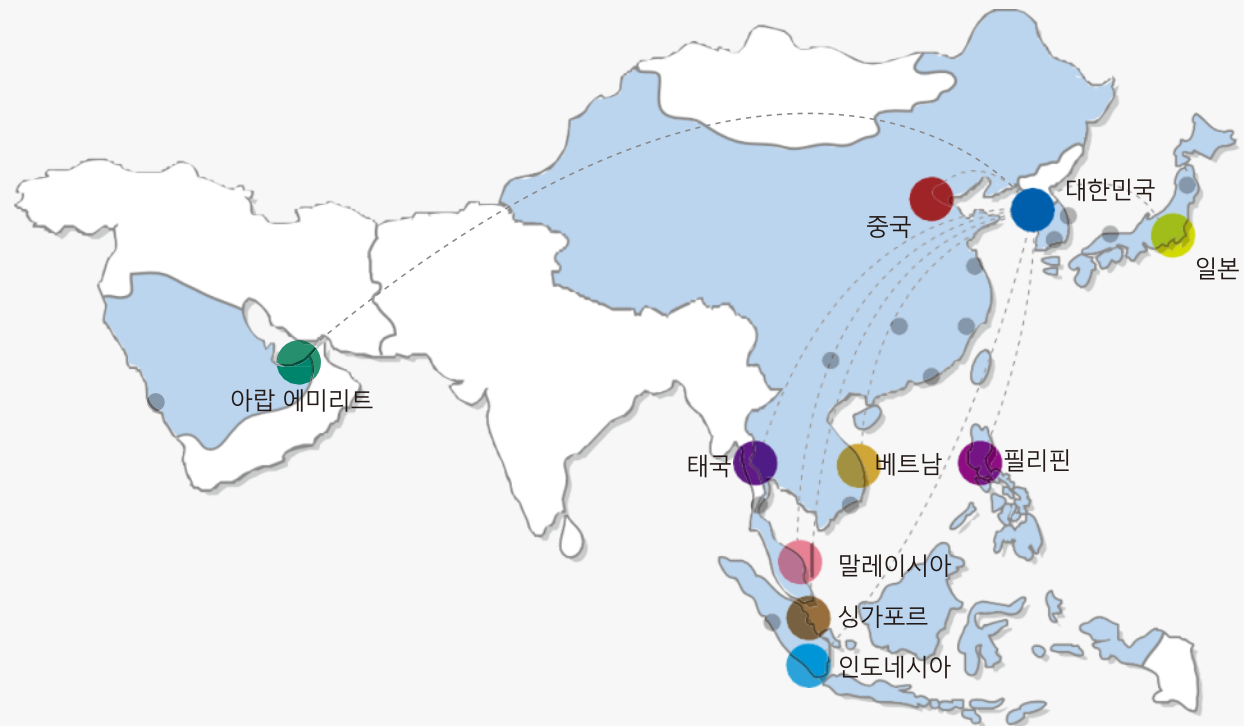 대한민국
중국
일본
아랍 에미리트
태국
베트남
필리핀
말레이시아
싱가포르
인도네시아